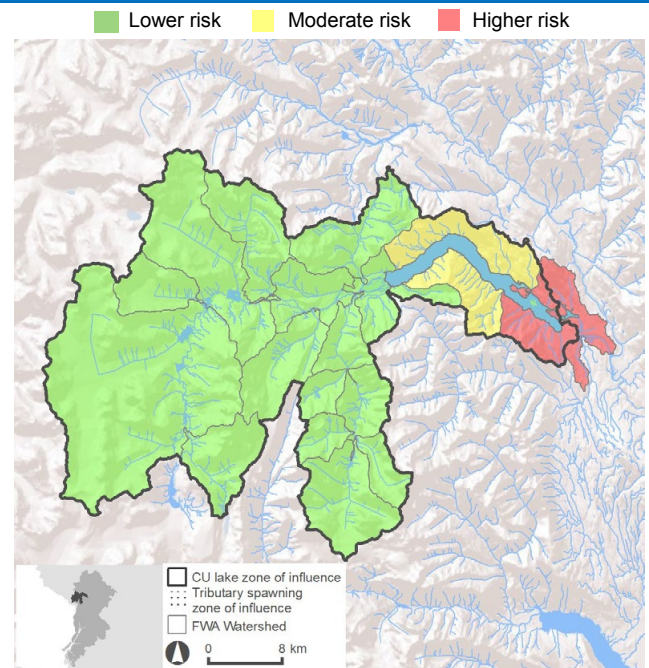 Lower risk Moderate risk Higher risk
CU lake zone of influence
Tributary spawning
zone of influence
FWA Watershed
0 8 km